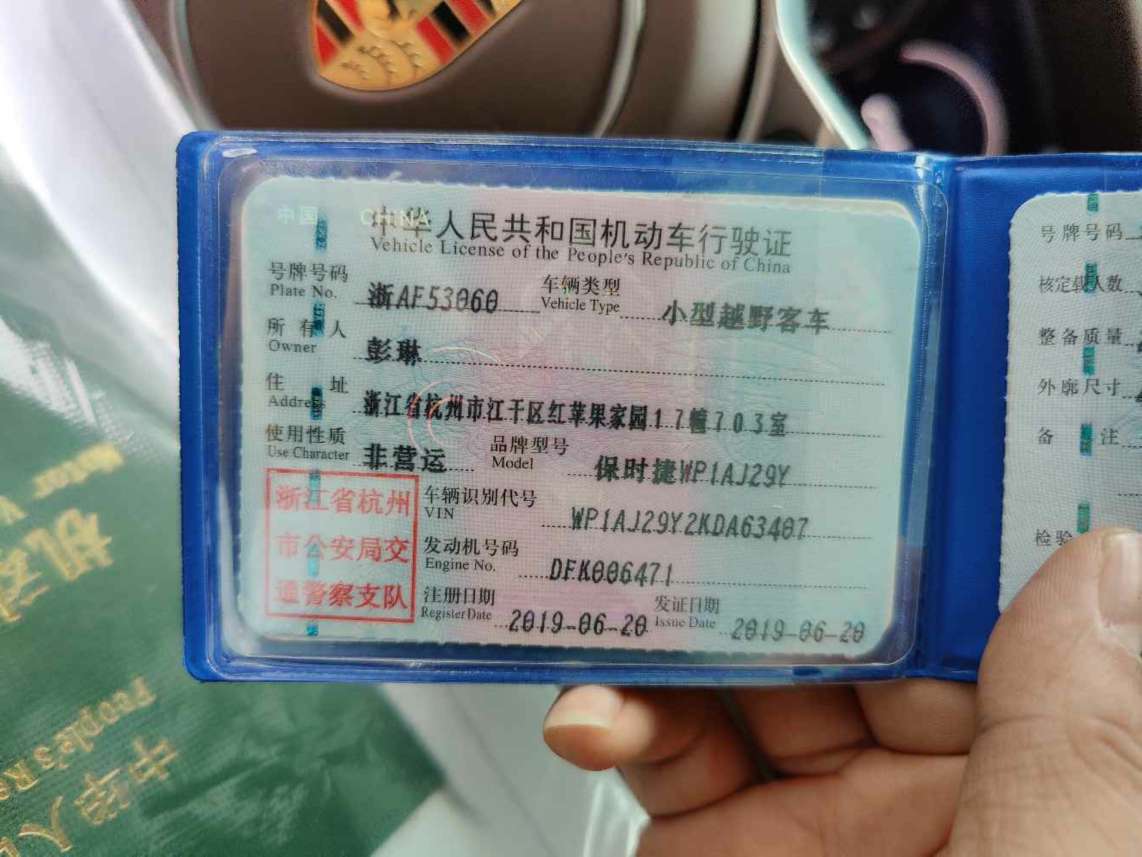 中国 CHINA
中华人民共和国机动车行驶证
Vehicle License of the People's Republic of China
号牌号码 浙AF53060 车辆类型 小型越野客车
Plate No. Vehicle Type
所有人 彭琳
Owner
住址 浙江省杭州市江干区红苹果家园17幢703室
Address
使用性质 非营运 品牌型号 保时捷WP1AJ29Y
Use Character Model
浙江省杭州
市公安局交
通警察支队
车辆识别代号 WP1AJ29Y2KDA63407
VIN
发动机号码 DFK006471
Engine No.
注册日期 2019-06-20 发证日期 2019-06-20
Register Date Issue Date
号牌号码
核定载人数
整备质量
外廓尺寸
备注
检验
机动
Motor V
中华人
People's Re